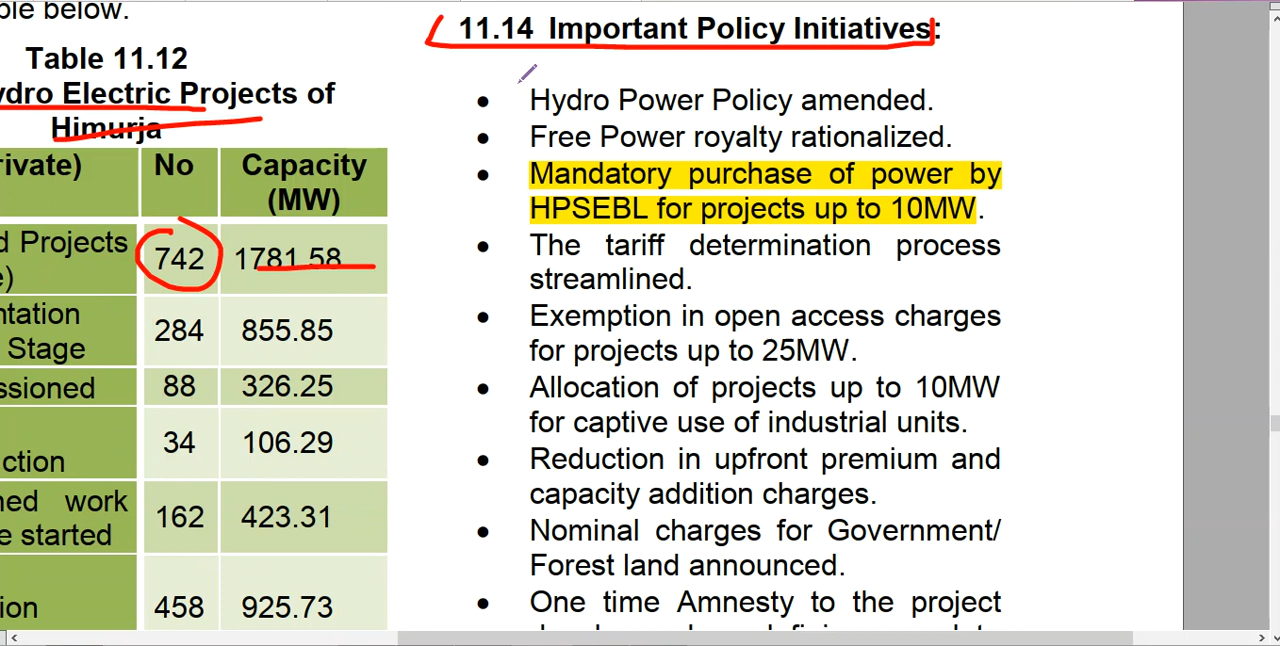 ble below.
Table 11.12
ydro Electric Projects of
Himurja
rivate) No Capacity
(MW)
d Projects 742 1781.58
e)
ntation 284 855.85
Stage
ssioned 88 326.25
34 106.29
ction
ned work 162 423.31
e started
ion 458 925.73
11.14 Important Policy Initiatives:
• Hydro Power Policy amended.
• Free Power royalty rationalized.
• Mandatory purchase of power by
HPSEBL for projects up to 10MW.
• The tariff determination process
streamlined.
• Exemption in open access charges
for projects up to 25MW.
• Allocation of projects up to 10MW
for captive use of industrial units.
• Reduction in upfront premium and
capacity addition charges.
• Nominal charges for Government/
Forest land announced.
• One time Amnesty to the project